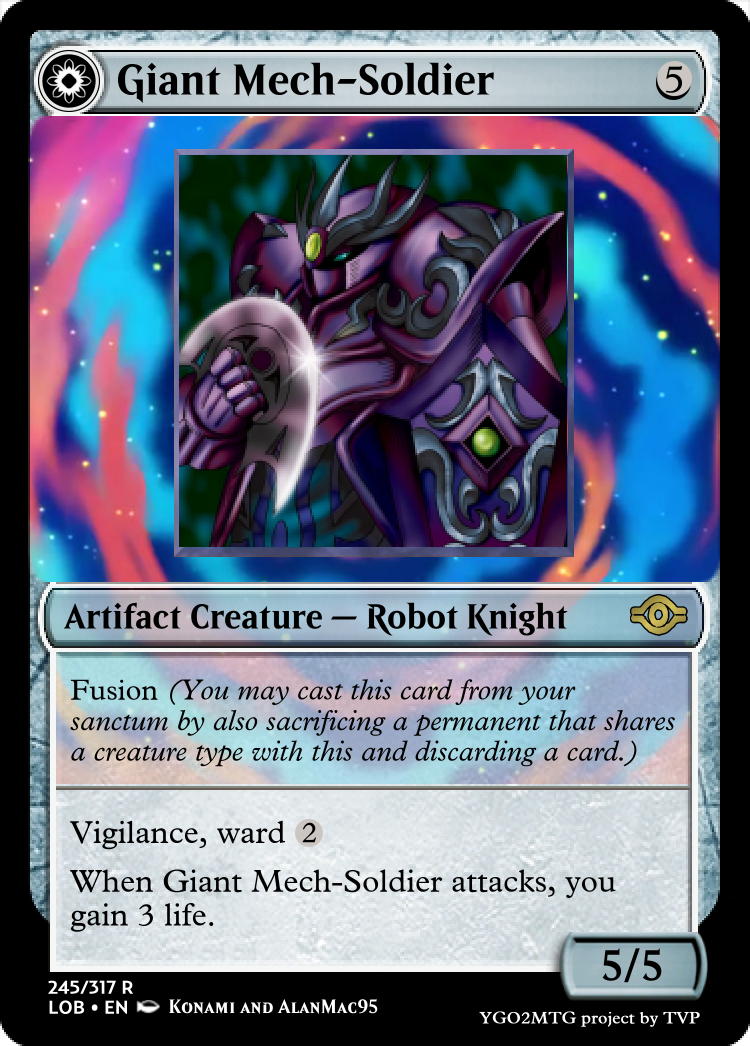 Giant Mech-Soldier 5
Artifact Creature — Robot Knight
Fusion (You may cast this card from your
sanctum by also sacrificing a permanent that shares
a creature type with this and discarding a card.)
Vigilance, ward 2
When Giant Mech-Soldier attacks, you
gain 3 life.
5/5
245/317 R
LOB • EN Konami and AlanMac95
YGO2MTG project by TVP